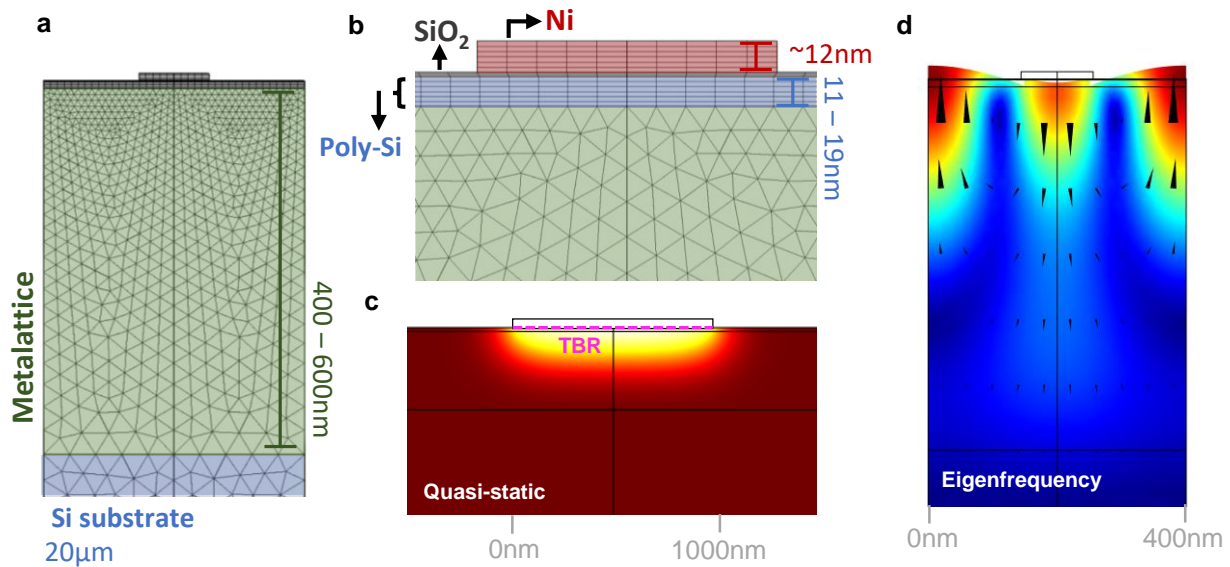 a
Metalattice
400 – 600nm
Si substrate
20μm
b
SiO2
Ni
~12nm
Poly-Si
11 – 19nm
c
TBR
Quasi-static
0nm
1000nm
d
Eigenfrequency
0nm
400nm